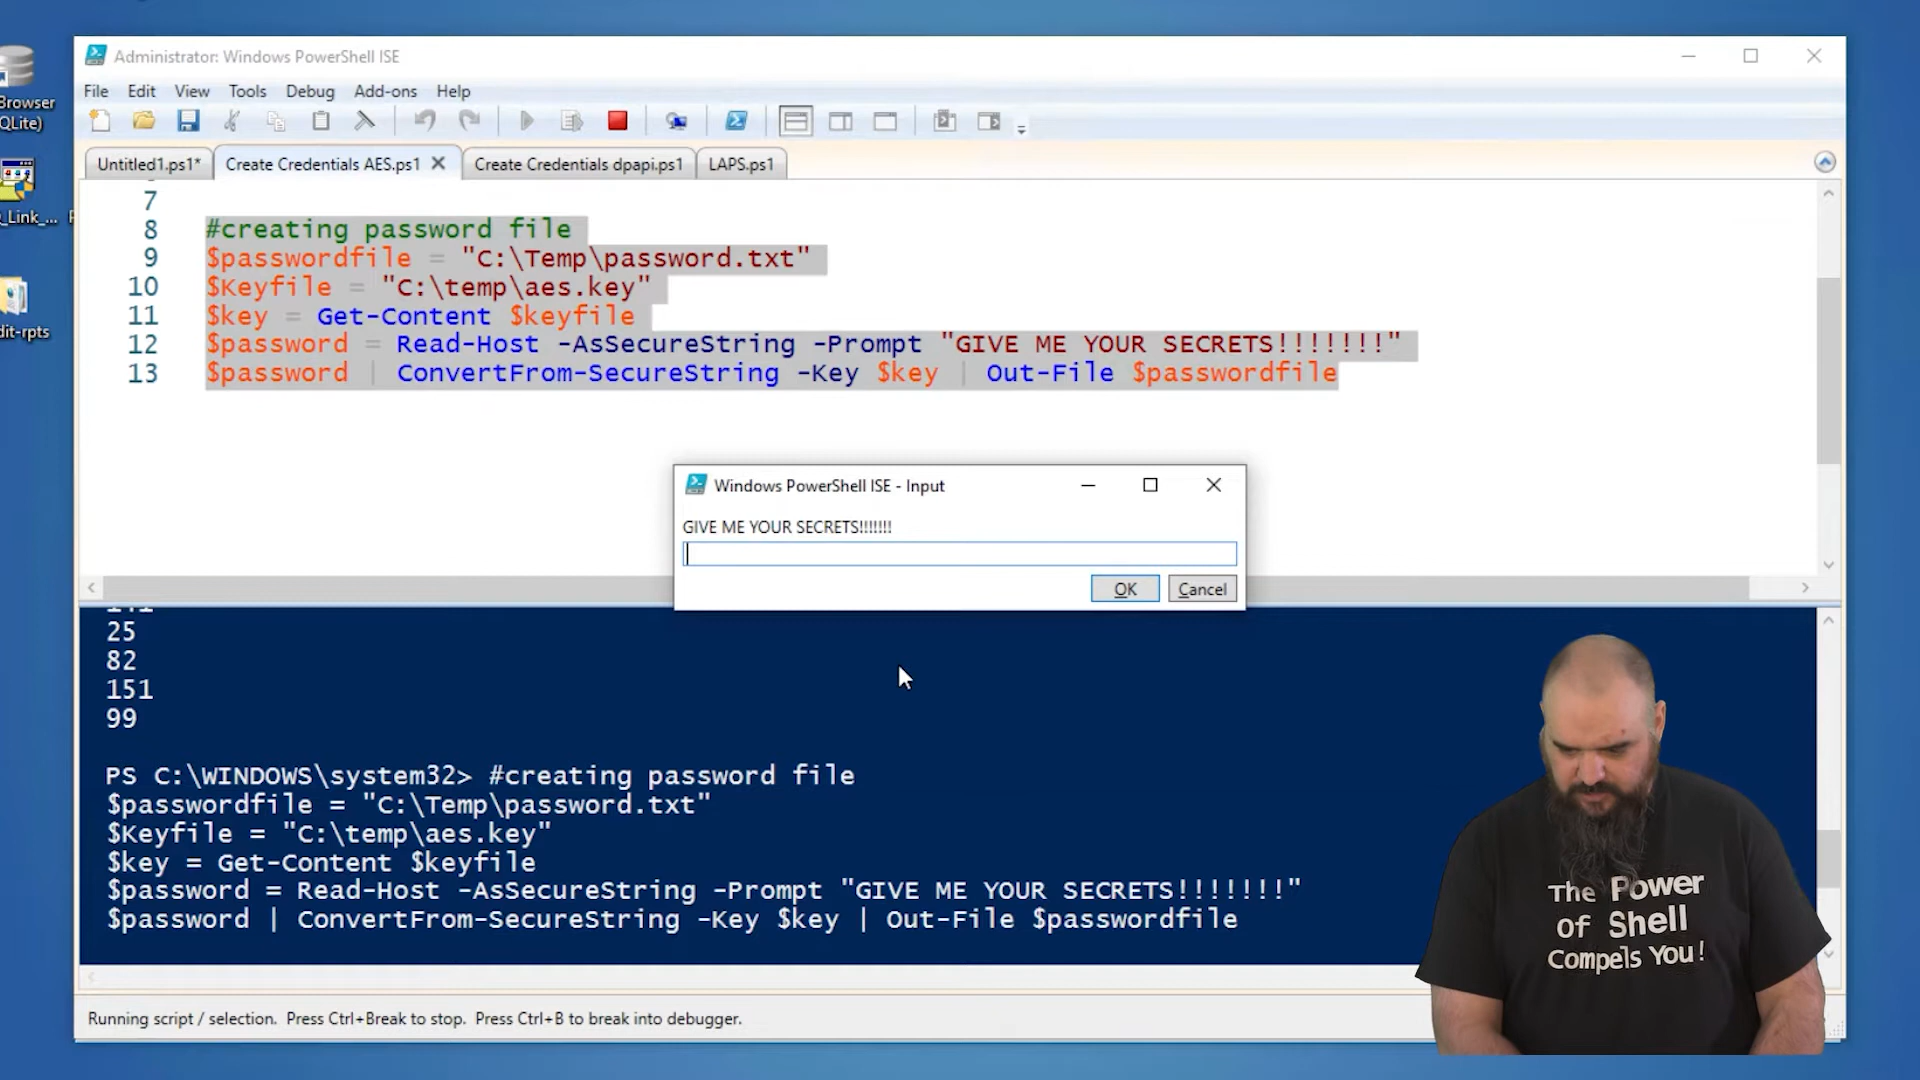 Administrator: Windows PowerShell ISE
File Edit View Tools Debug Add-ons Help
Untitled1.ps1* Create Credentials AES.ps1 Create Credentials dpapi.ps1 LAPS.ps1
Browser
QLite)
_Link_...
dit-rpts
7
8 #creating password file
9 $passwordfile = "C:\Temp\password.txt"
10 $Keyfile = "C:\temp\aes.key"
11 $key = Get-Content $keyfile
12 $password = Read-Host -AsSecureString -Prompt "GIVE ME YOUR SECRETS!!!!!!!"
13 $password | ConvertFrom-SecureString -Key $key | Out-File $passwordfile
Windows PowerShell ISE - Input
GIVE ME YOUR SECRETS!!!!!!!
OK Cancel
25
82
151
99
PS C:\WINDOWS\system32> #creating password file
$passwordfile = "C:\Temp\password.txt"
$Keyfile = "C:\temp\aes.key"
$key = Get-Content $keyfile
$password = Read-Host -AsSecureString -Prompt "GIVE ME YOUR SECRETS!!!!!!!"
$password | ConvertFrom-SecureString -Key $key | Out-File $passwordfile
Running script / selection. Press Ctrl+Break to stop. Press Ctrl+B to break into debugger.
The Power
Of Shell
Compels You!